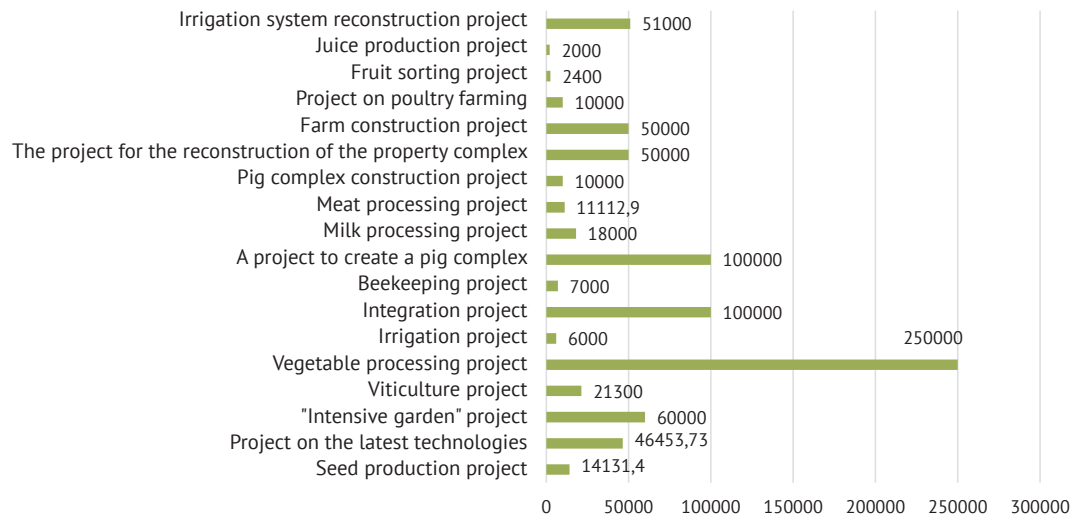 Irrigation system reconstruction project 51000
Juice production project 2000
Fruit sorting project 2400
Project on poultry farming 10000
Farm construction project 50000
The project for the reconstruction of the property complex 50000
Pig complex construction project 10000
Meat processing project 11112,9
Milk processing project 18000
A project to create a pig complex 100000
Beekeeping project 7000
Integration project 100000
Irrigation project 6000
250000
Vegetable processing project
Viticulture project 21300
"Intensive garden" project 60000
Project on the latest technologies 46453,73
Seed production project 14131,4
0 50000 100000 150000 200000 250000 300000